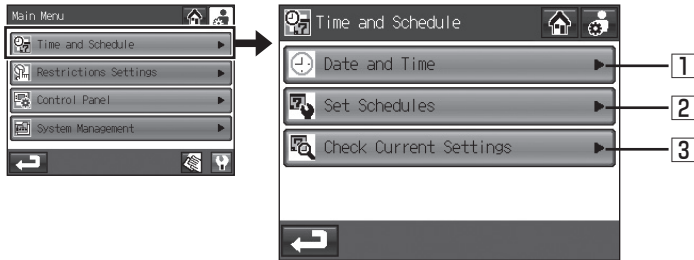 Main Menu
Time and Schedule
Restrictions Settings
Control Panel
System Management
Time and Schedule
Date and Time
Set Schedules
Check Current Settings
1
2
3